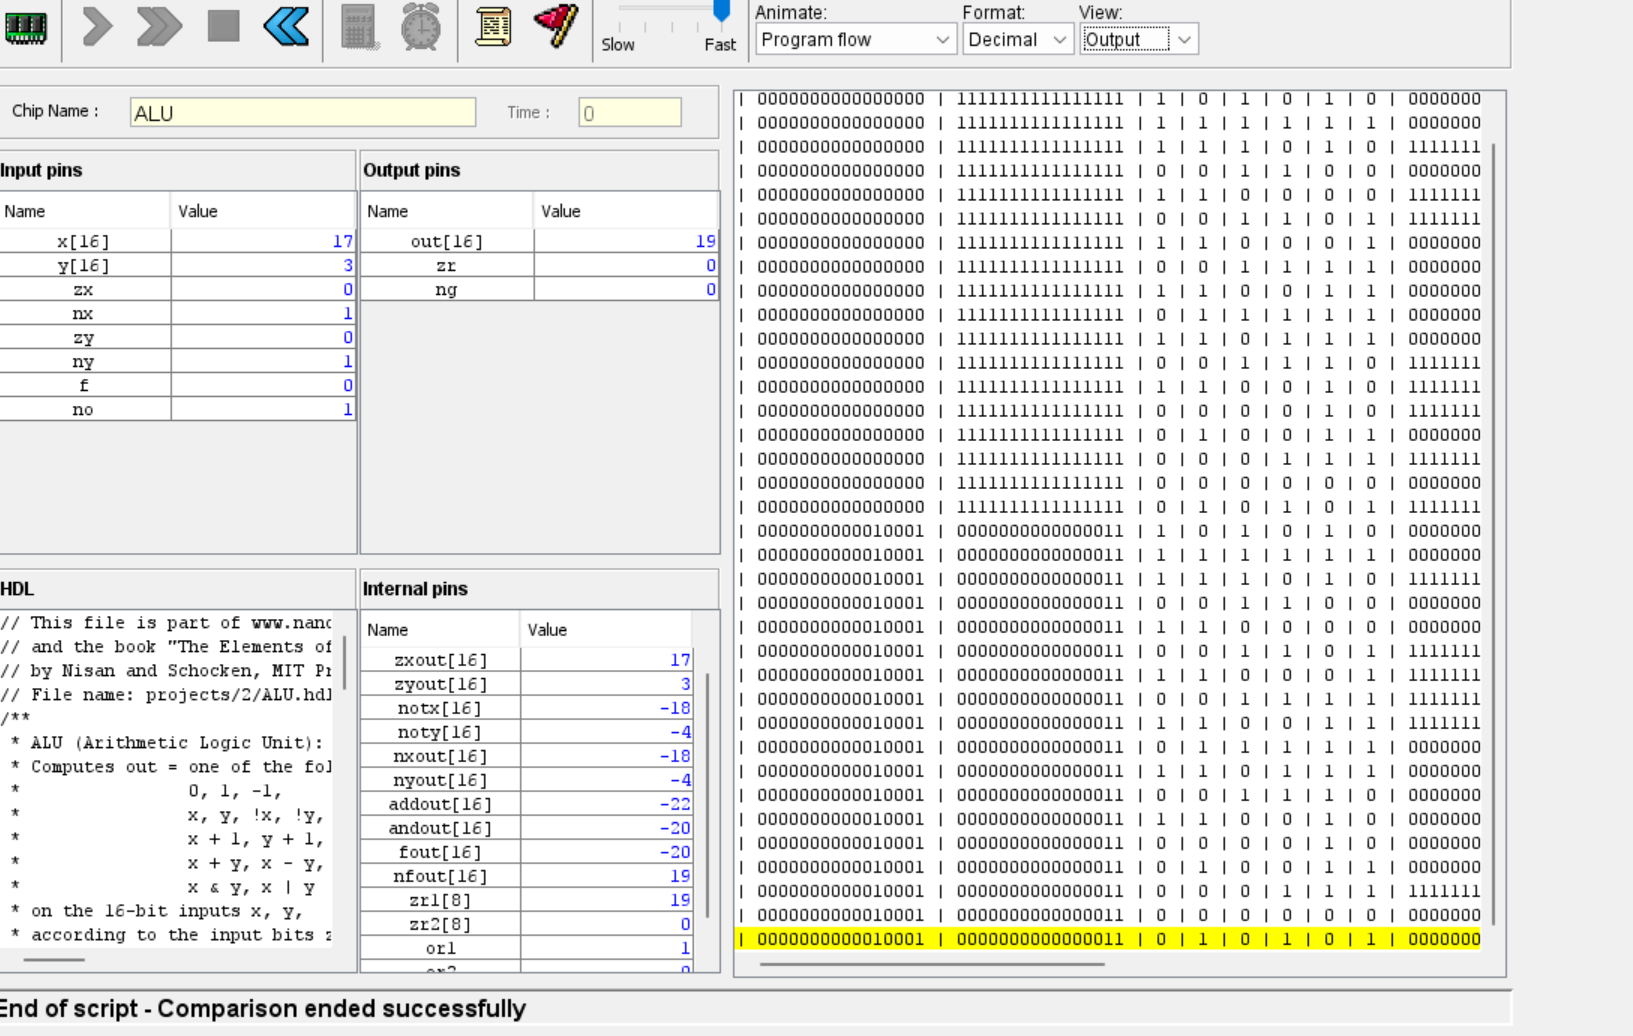 Slow
Fast
Animate:
Program flow
Format:
Decimal
View:
Output
Chip Name :
ALU
Time :
0
Input pins
Name Value
x[16] 17
y[16] 3
zx 0
nx 1
zy 0
ny 1
f 0
no 1
Output pins
Name Value
out[16] 19
zr 0
ng 0
HDL
// This file is part of www.nand
// and the book "The Elements of
// by Nisan and Schocken, MIT Pr
// File name: projects/2/ALU.hdl
/**
* ALU (Arithmetic Logic Unit):
* Computes out = one of the fol
* 0, 1, -1,
* x, y, !x, !y,
* x + 1, y + 1,
* x + y, x - y,
* x & y, x | y
* on the 16-bit inputs x, y,
* according to the input bits z
Internal pins
Name Value
zxout[16] 17
zyout[16] 3
notx[16] -18
noty[16] -4
nxout[16] -18
nyout[16] -4
addout[16] -22
andout[16] -20
fout[16] -20
nfout[16] 19
zr1[8] 19
zr2[8] 0
or1 1
or2 0
| 0000000000000000 | 1111111111111111 | 1 | 0 | 1 | 0 | 1 | 0 | 0000000
| 0000000000000000 | 1111111111111111 | 1 | 1 | 1 | 1 | 1 | 1 | 0000000
| 0000000000000000 | 1111111111111111 | 1 | 1 | 1 | 0 | 1 | 0 | 1111111
| 0000000000000000 | 1111111111111111 | 0 | 0 | 1 | 1 | 0 | 0 | 0000000
| 0000000000000000 | 1111111111111111 | 1 | 1 | 0 | 0 | 0 | 0 | 1111111
| 0000000000000000 | 1111111111111111 | 0 | 0 | 1 | 1 | 0 | 1 | 1111111
| 0000000000000000 | 1111111111111111 | 1 | 1 | 0 | 0 | 0 | 1 | 0000000
| 0000000000000000 | 1111111111111111 | 0 | 0 | 1 | 1 | 1 | 1 | 0000000
| 0000000000000000 | 1111111111111111 | 1 | 1 | 0 | 0 | 1 | 1 | 0000000
| 0000000000000000 | 1111111111111111 | 0 | 1 | 1 | 1 | 1 | 1 | 0000000
| 0000000000000000 | 1111111111111111 | 1 | 1 | 0 | 1 | 1 | 1 | 0000000
| 0000000000000000 | 1111111111111111 | 0 | 0 | 1 | 1 | 1 | 0 | 1111111
| 0000000000000000 | 1111111111111111 | 1 | 1 | 0 | 0 | 1 | 0 | 1111111
| 0000000000000000 | 1111111111111111 | 0 | 0 | 0 | 0 | 1 | 0 | 1111111
| 0000000000000000 | 1111111111111111 | 0 | 1 | 0 | 0 | 1 | 1 | 0000000
| 0000000000000000 | 1111111111111111 | 0 | 0 | 0 | 1 | 1 | 1 | 1111111
| 0000000000000000 | 1111111111111111 | 0 | 0 | 0 | 0 | 0 | 0 | 0000000
| 0000000000000000 | 1111111111111111 | 0 | 1 | 0 | 1 | 0 | 1 | 1111111
| 0000000000010001 | 0000000000000011 | 1 | 0 | 1 | 0 | 1 | 0 | 0000000
| 0000000000010001 | 0000000000000011 | 1 | 1 | 1 | 1 | 1 | 1 | 0000000
| 0000000000010001 | 0000000000000011 | 1 | 1 | 1 | 0 | 1 | 0 | 1111111
| 0000000000010001 | 0000000000000011 | 0 | 0 | 1 | 1 | 0 | 0 | 0000000
| 0000000000010001 | 0000000000000011 | 1 | 1 | 0 | 0 | 0 | 0 | 0000000
| 0000000000010001 | 0000000000000011 | 0 | 0 | 1 | 1 | 0 | 1 | 1111111
| 0000000000010001 | 0000000000000011 | 1 | 1 | 0 | 0 | 0 | 1 | 1111111
| 0000000000010001 | 0000000000000011 | 0 | 0 | 1 | 1 | 1 | 1 | 1111111
| 0000000000010001 | 0000000000000011 | 1 | 1 | 0 | 0 | 1 | 1 | 1111111
| 0000000000010001 | 0000000000000011 | 0 | 1 | 1 | 1 | 1 | 1 | 0000000
| 0000000000010001 | 0000000000000011 | 1 | 1 | 0 | 1 | 1 | 1 | 0000000
| 0000000000010001 | 0000000000000011 | 0 | 0 | 1 | 1 | 1 | 0 | 0000000
| 0000000000010001 | 0000000000000011 | 1 | 1 | 0 | 0 | 1 | 0 | 0000000
| 0000000000010001 | 0000000000000011 | 0 | 0 | 0 | 0 | 1 | 0 | 0000000
| 0000000000010001 | 0000000000000011 | 0 | 1 | 0 | 0 | 1 | 1 | 0000000
| 0000000000010001 | 0000000000000011 | 0 | 0 | 0 | 1 | 1 | 1 | 1111111
| 0000000000010001 | 0000000000000011 | 0 | 0 | 0 | 0 | 0 | 0 | 0000000
| 0000000000010001 | 0000000000000011 | 0 | 1 | 0 | 1 | 0 | 1 | 0000000
End of script - Comparison ended successfully